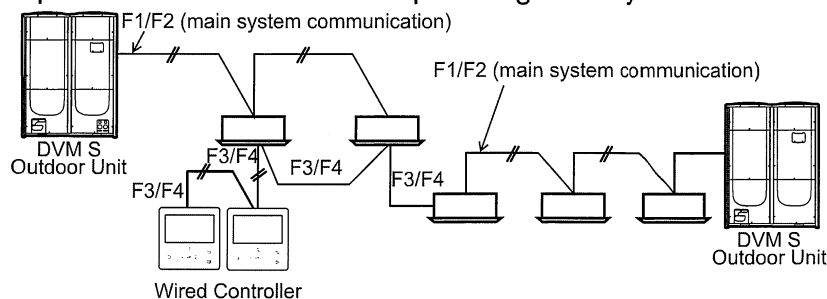 F1/F2 (main system communication)
F1/F2 (main system communication)
DVM S
Outdoor Unit
F3/F4
F3/F4
F3/F4
F3/F4
DVM S
Outdoor Unit
Wired Controller